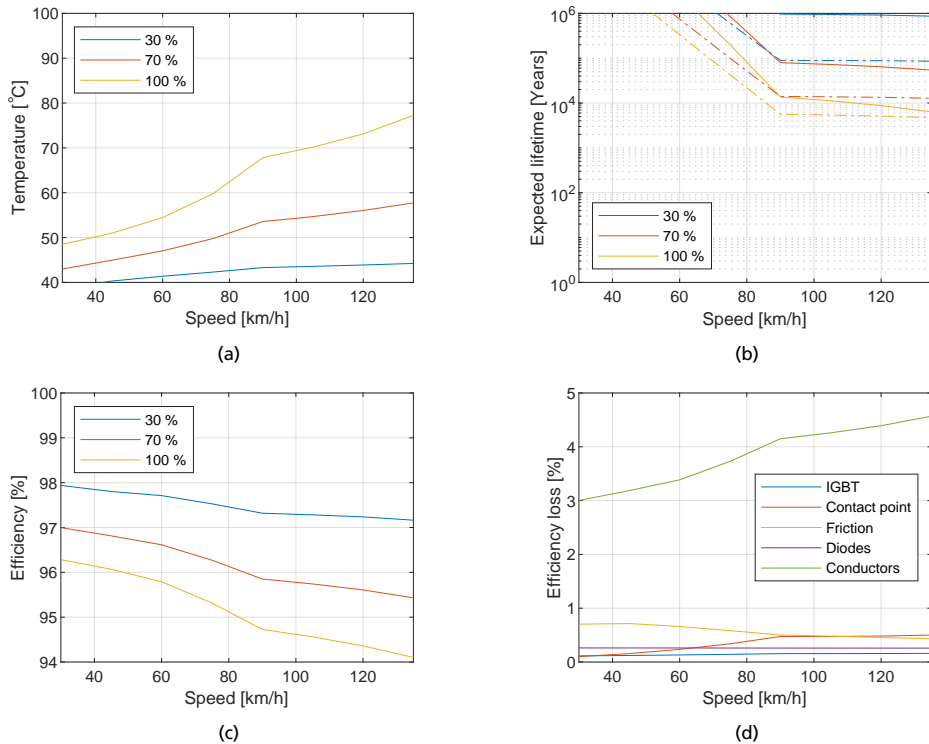 100
90
80
70
60
50
40
Temperature [°C]
30 %
70 %
100 %
40 60 80 100 120
Speed [km/h]
(a)
10^6
10^4
10^2
10^0
Expected lifetime [Years]
30 %
70 %
100 %
40 60 80 100 120
Speed [km/h]
(b)
100
99
98
97
96
95
94
Efficiency [%]
30 %
70 %
100 %
40 60 80 100 120
Speed [km/h]
(c)
5
4
3
2
1
0
Efficiency loss [%]
IGBT
Contact point
Friction
Diodes
Conductors
40 60 80 100 120
Speed [km/h]
(d)